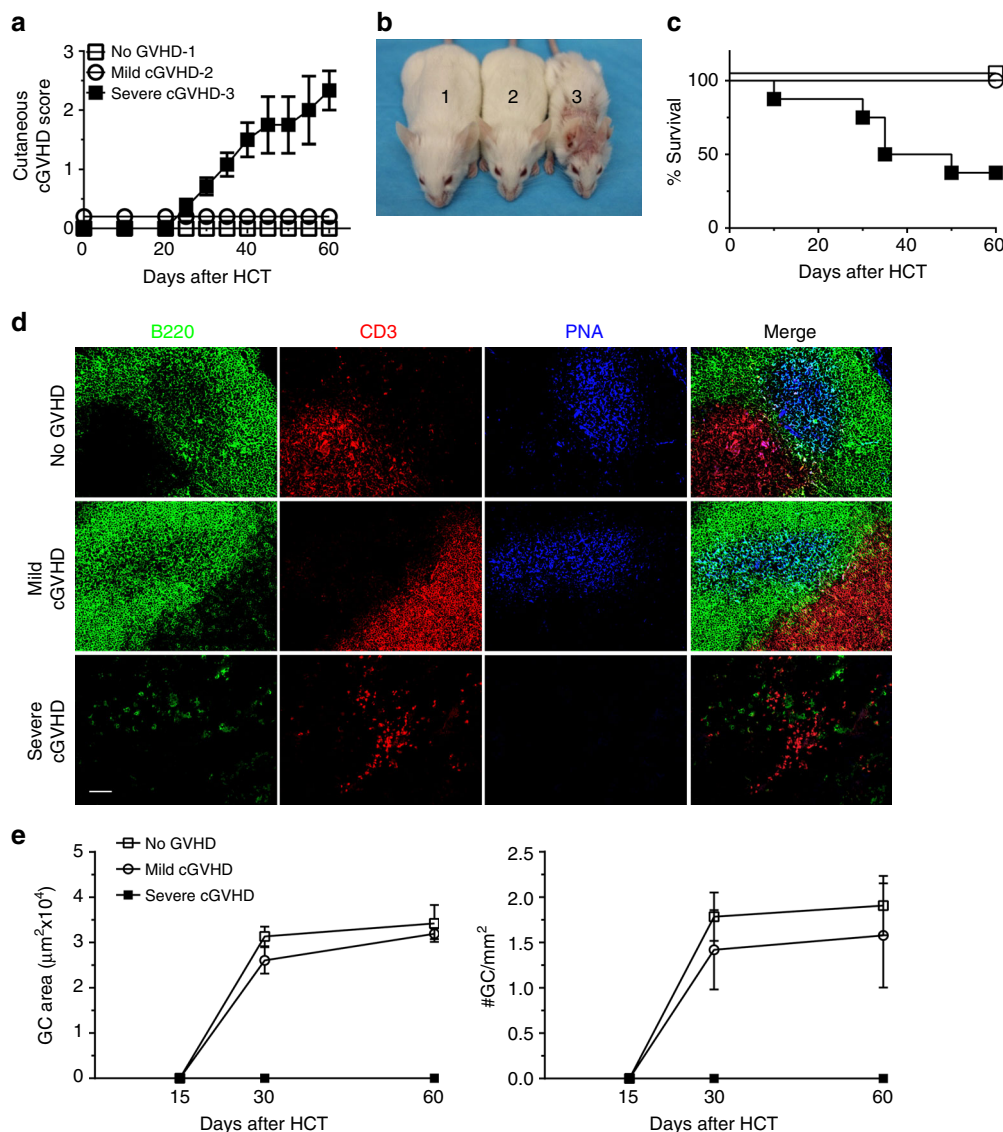 a
No GVHD-1
Mild cGVHD-2
Severe cGVHD-3
Cutaneous
cGVHD score
3
2
1
0
0 20 40 60
Days after HCT
b
1 2 3
c
% Survival
100
50
0
0 20 40 60
Days after HCT
d
B220 CD3 PNA Merge
No GVHD
Mild
cGVHD
Severe
cGVHD
e
No GVHD
Mild cGVHD
Severe cGVHD
GC area (μm²x10⁴)
5
4
3
2
1
0
15 30 60
Days after HCT
#GC/mm²
2.5
2.0
1.5
1.0
0.5
0.0
15 30 60
Days after HCT